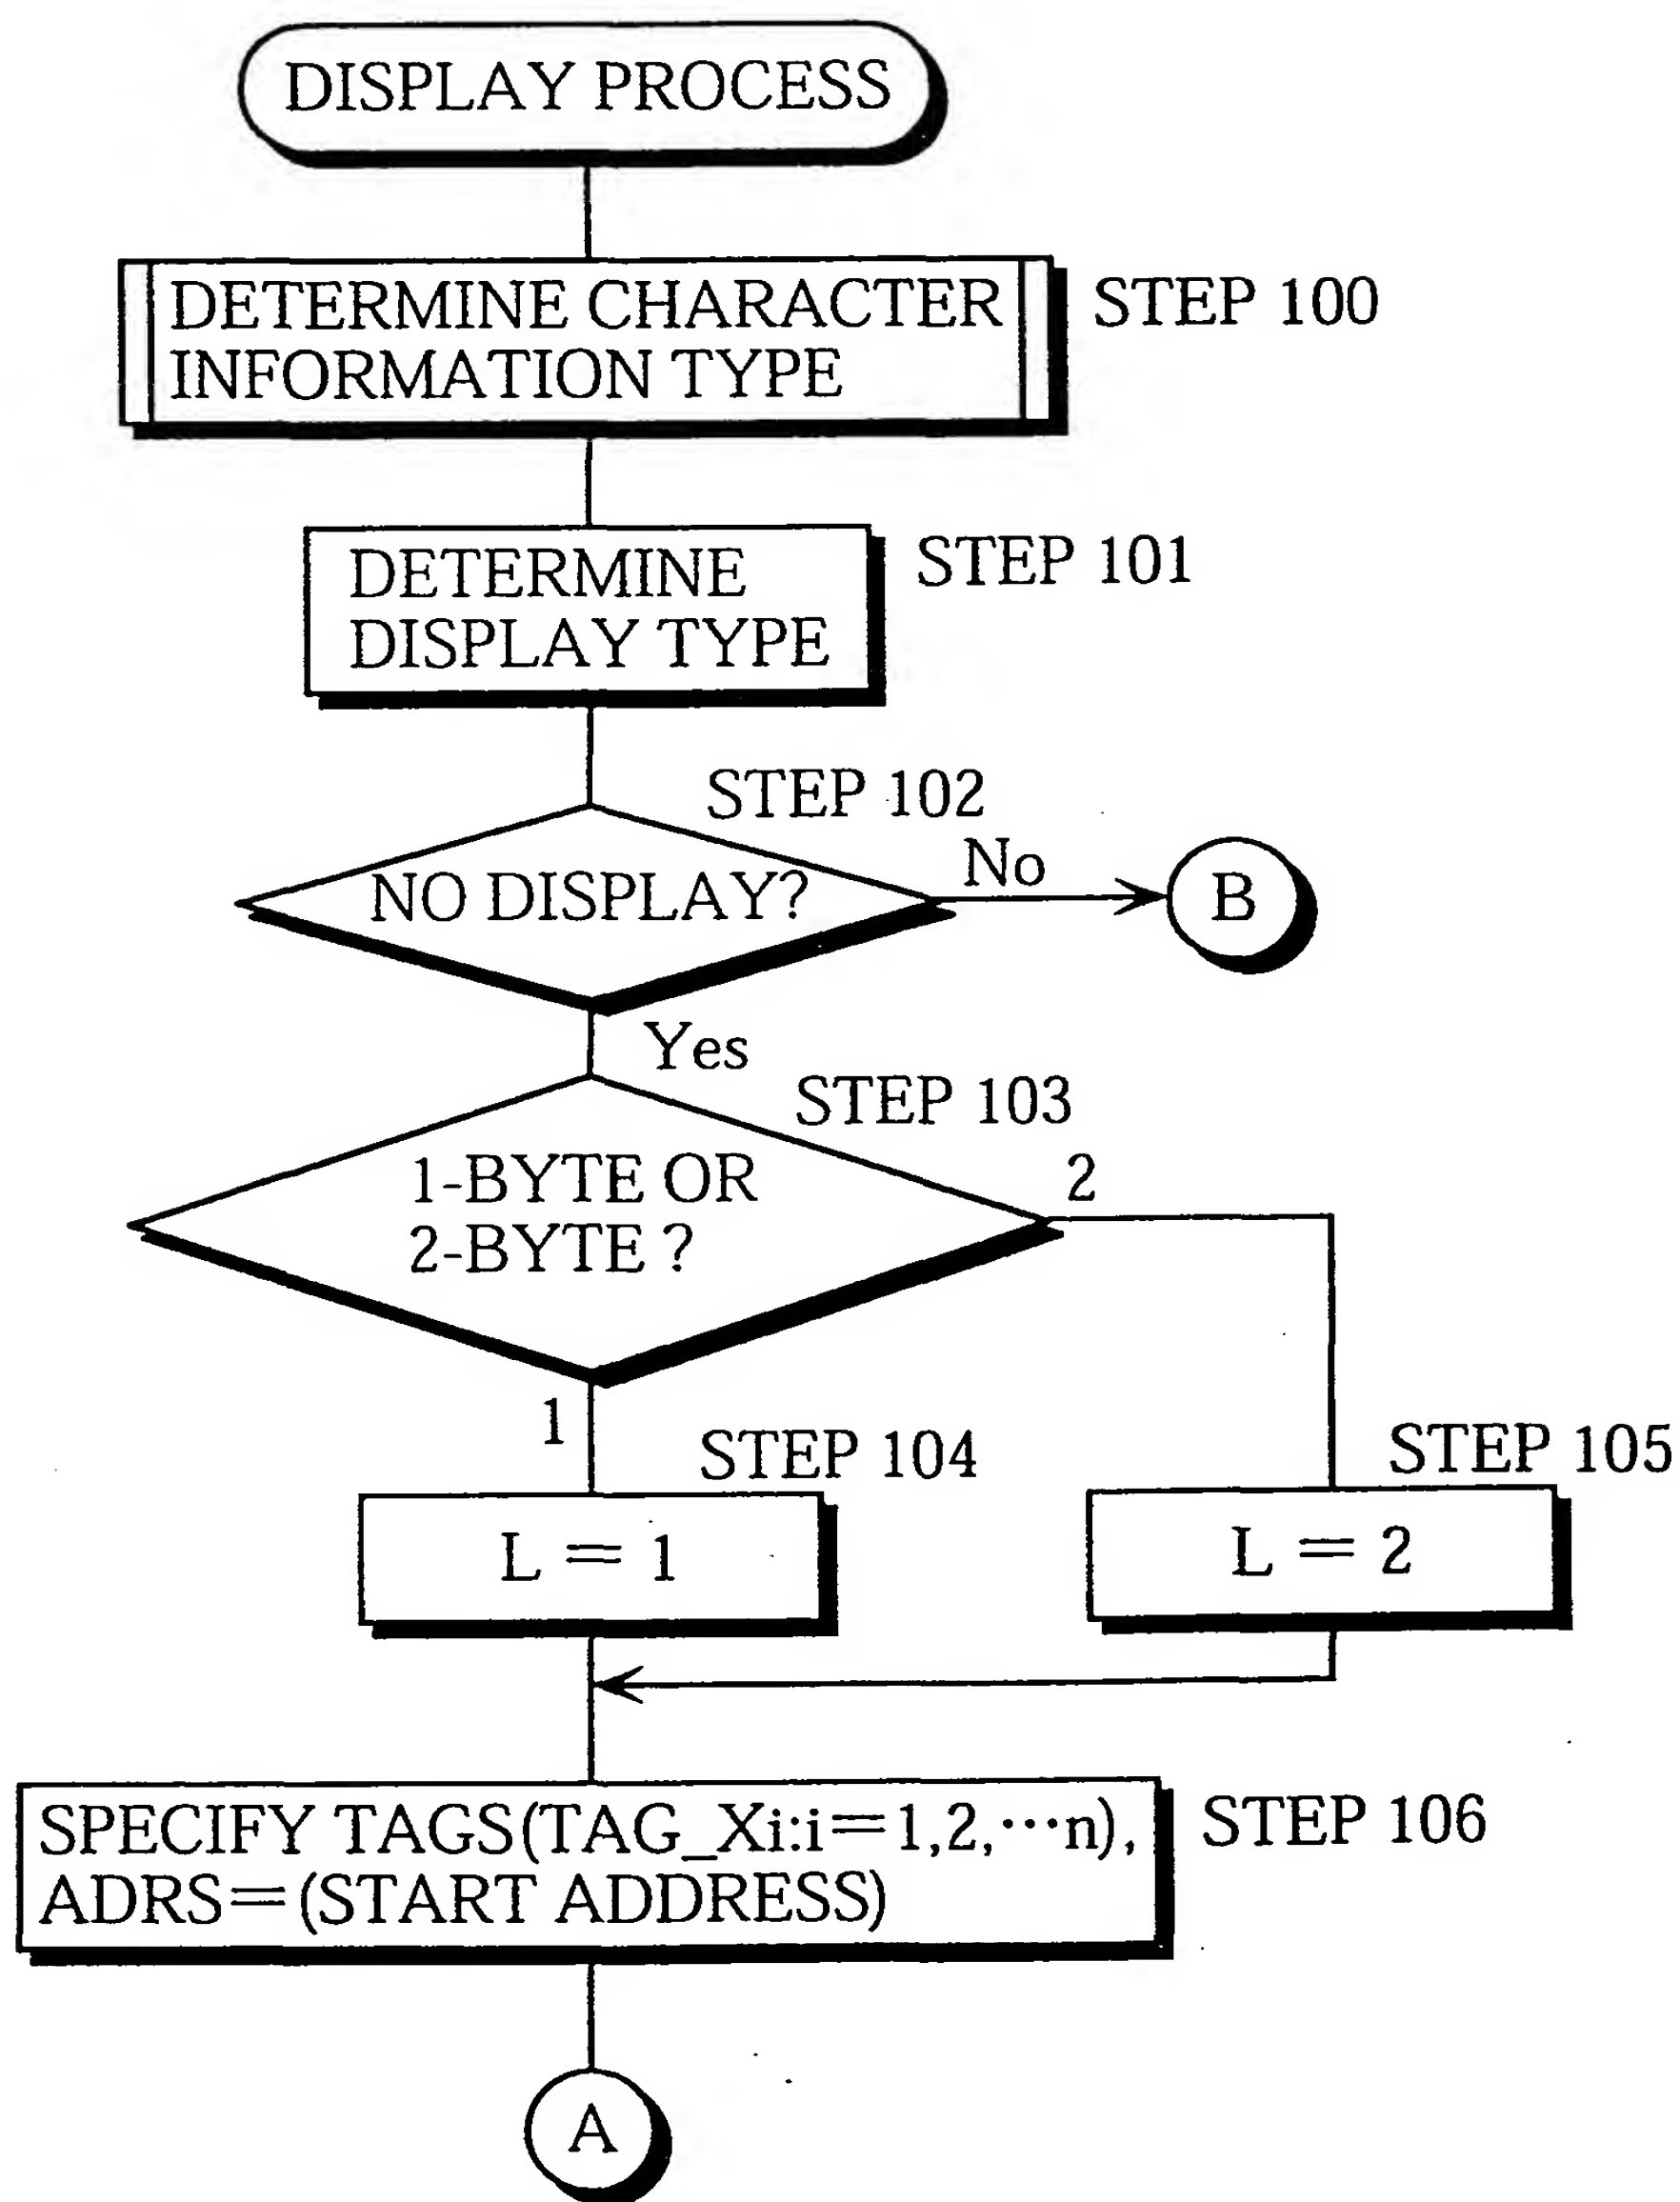 DISPLAY PROCESS
DETERMINE CHARACTER
INFORMATION TYPE
STEP 100
DETERMINE
DISPLAY TYPE
STEP 101
STEP 102
NO DISPLAY?
No
B
Yes
STEP 103
1-BYTE OR
2-BYTE ?
2
1
STEP 104
L = 1
STEP 105
L = 2
SPECIFY TAGS(TAG_Xi:i=1,2,···n),
ADRS=(START ADDRESS)
STEP 106
A